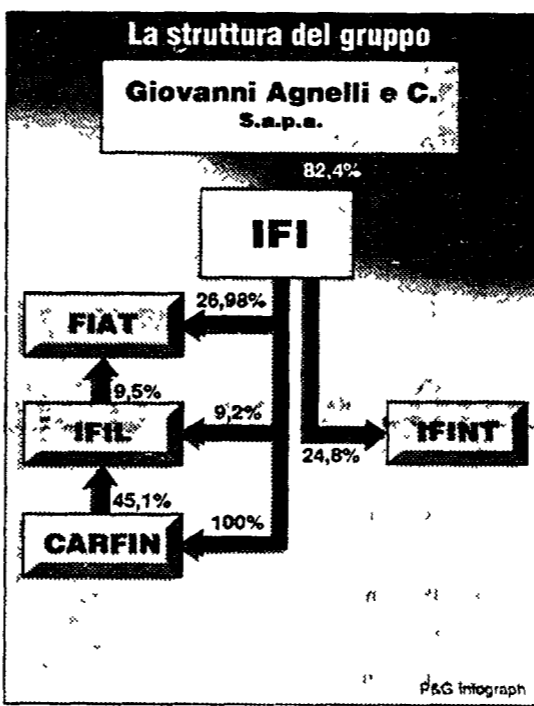 La struttura del gruppo
Giovanni Agnelli e C.
S.a.p.a.
82,4%
IFI
26,98%
FIAT
9,5%
9,2%
IFIL
IFINT
24,8%
45,1%
100%
CARFIN
P&G Infograph